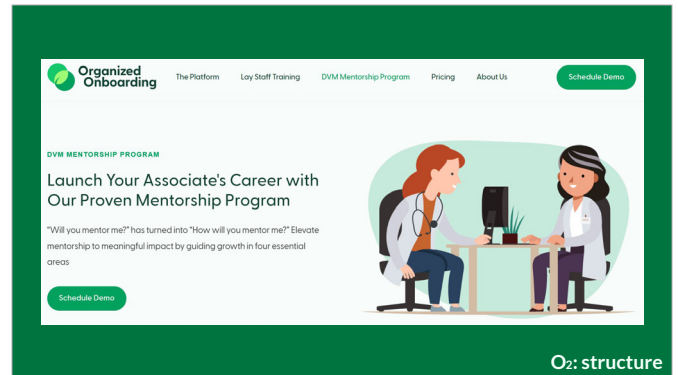 Organized
Onboarding
The Platform Lay Staff Training DVM Mentorship Program Pricing About Us Schedule Demo
DVM MENTORSHIP PROGRAM
Launch Your Associate's Career with
Our Proven Mentorship Program
"Will you mentor me?" has turned into "How will you mentor me?" Elevate
mentorship to meaningful impact by guiding growth in four essential
areas
Schedule Demo
O₂: structure